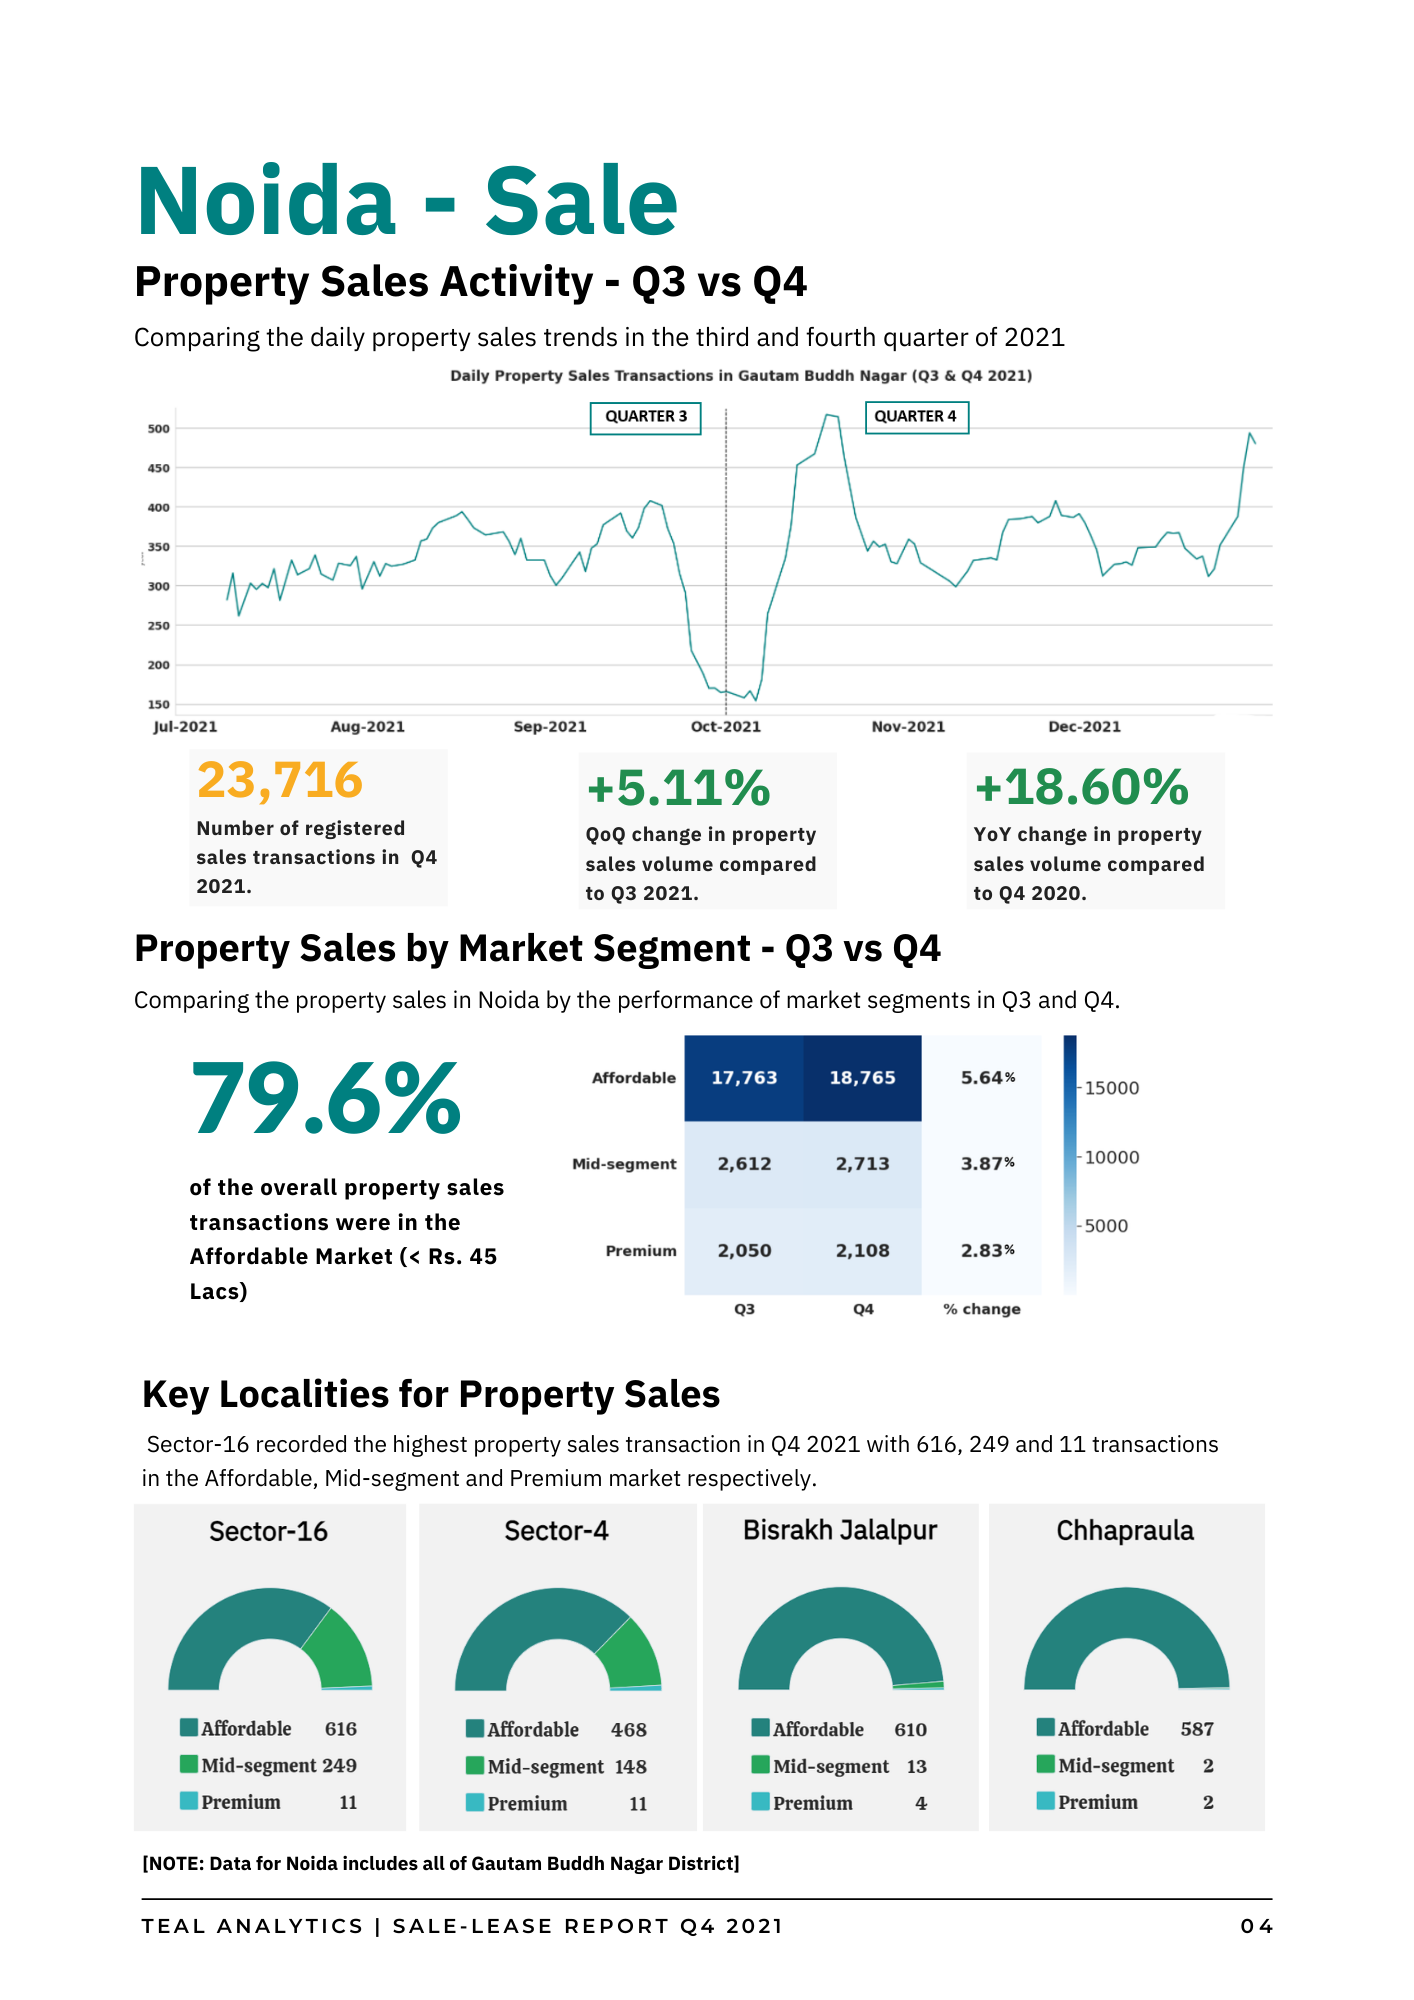 Noida - Sale
Property Sales Activity - Q3 vs Q4
Comparing the daily property sales trends in the third and fourth quarter of 2021
Daily Property Sales Transactions in Gautam Buddh Nagar (Q3 & Q4 2021)
QUARTER 3
QUARTER 4
500
450
400
350
300
250
200
150
Jul-2021 Aug-2021 Sep-2021 Oct-2021 Nov-2021 Dec-2021
23,716
Number of registered
sales transactions in Q4
2021.
+5.11%
QoQ change in property
sales volume compared
to Q3 2021.
+18.60%
YoY change in property
sales volume compared
to Q4 2020.
Property Sales by Market Segment - Q3 vs Q4
Comparing the property sales in Noida by the performance of market segments in Q3 and Q4.
79.6%
of the overall property sales
transactions were in the
Affordable Market (< Rs. 45
Lacs)
Affordable 17,763 18,765 5.64%
Mid-segment 2,612 2,713 3.87%
Premium 2,050 2,108 2.83%
Q3 Q4 % change
15000
10000
5000
Key Localities for Property Sales
Sector-16 recorded the highest property sales transaction in Q4 2021 with 616, 249 and 11 transactions
in the Affordable, Mid-segment and Premium market respectively.
Sector-16
Affordable 616
Mid-segment 249
Premium 11
Sector-4
Affordable 468
Mid-segment 148
Premium 11
Bisrakh Jalalpur
Affordable 610
Mid-segment 13
Premium 4
Chhapraula
Affordable 587
Mid-segment 2
Premium 2
[NOTE: Data for Noida includes all of Gautam Buddh Nagar District]
TEAL ANALYTICS | SALE-LEASE REPORT Q4 2021 04